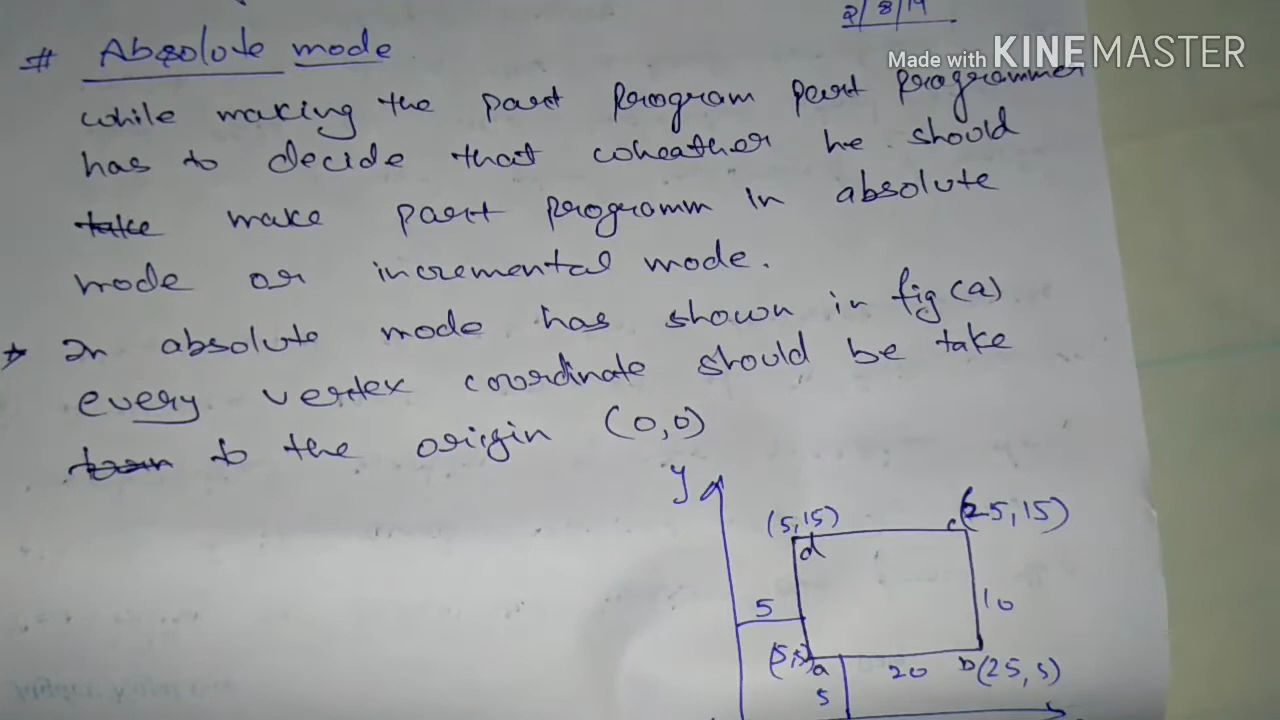 2/8/19
Made with KINEMASTER
# Absolute mode
while making the part program part programmer
has to decide that wheather he should
take make part programm in absolute
mode or incremental mode.
In absolute mode has shown in fig (a)
every vertex coordinate should be take
to the origin (0,0)
y
(5,15) c (25,15)
d
5 10
(5,5) a 20 b (25,5)
5